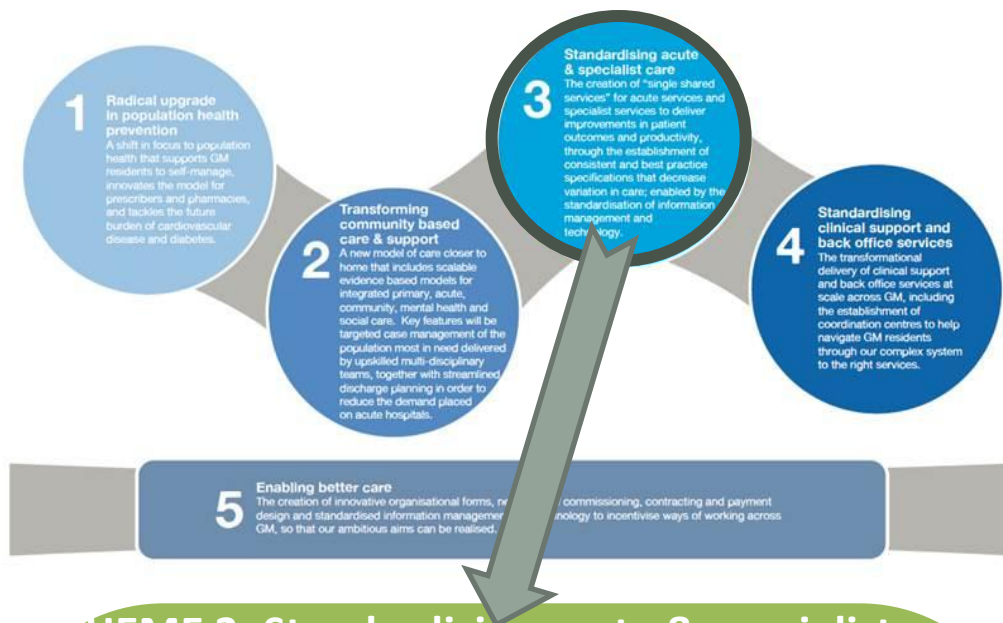 1
Radical upgrade
in population health
prevention
A shift in focus to population
health that supports GM
residents to self-manage,
innovates the model for
prescribers and pharmacies,
and tackles the future
burden of cardiovascular
disease and diabetes.
2
Transforming
community based
care & support
A new model of care closer to
home that includes scalable
evidence based models for
integrated primary, acute,
community, mental health and
social care. Key features will be
targeted case management of the
population most in need delivered
by upskilled multi-disciplinary
teams, together with streamlined
discharge planning in order to
reduce the demand placed
on acute hospitals.
3
Standardising acute
& specialist care
The creation of "single shared
services" for acute services and
specialist services to deliver
improvements in patient
outcomes and productivity,
through the establishment of
consistent and best practice
specifications that decrease
variation in care; enabled by the
standardisation of information
management and
technology.
4
Standardising
clinical support and
back office services
The transformational
delivery of clinical support
and back office services at
scale across GM, including
the establishment of
coordination centres to help
navigate GM residents
through our complex system
to the right services.
5
Enabling better care
The creation of innovative organisational forms, commissioning, contracting and payment
design and standardised information to incentivise ways of working across
GM, so that our ambitious aims can be realised.